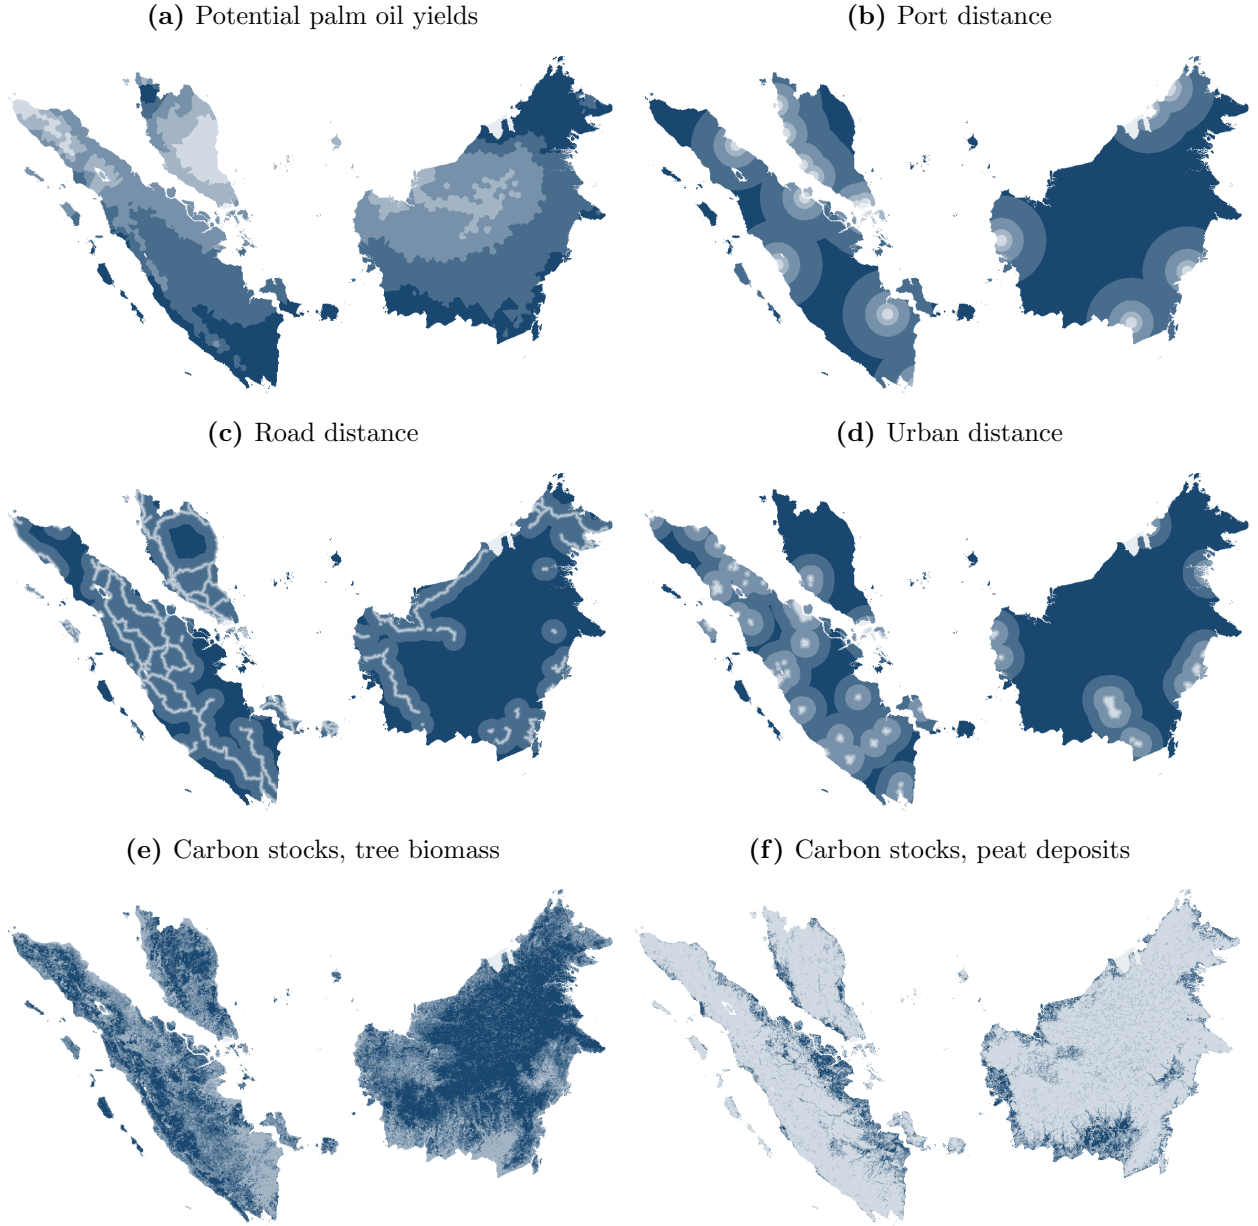 (a) Potential palm oil yields
(b) Port distance
(c) Road distance
(d) Urban distance
(e) Carbon stocks, tree biomass
(f) Carbon stocks, peat deposits